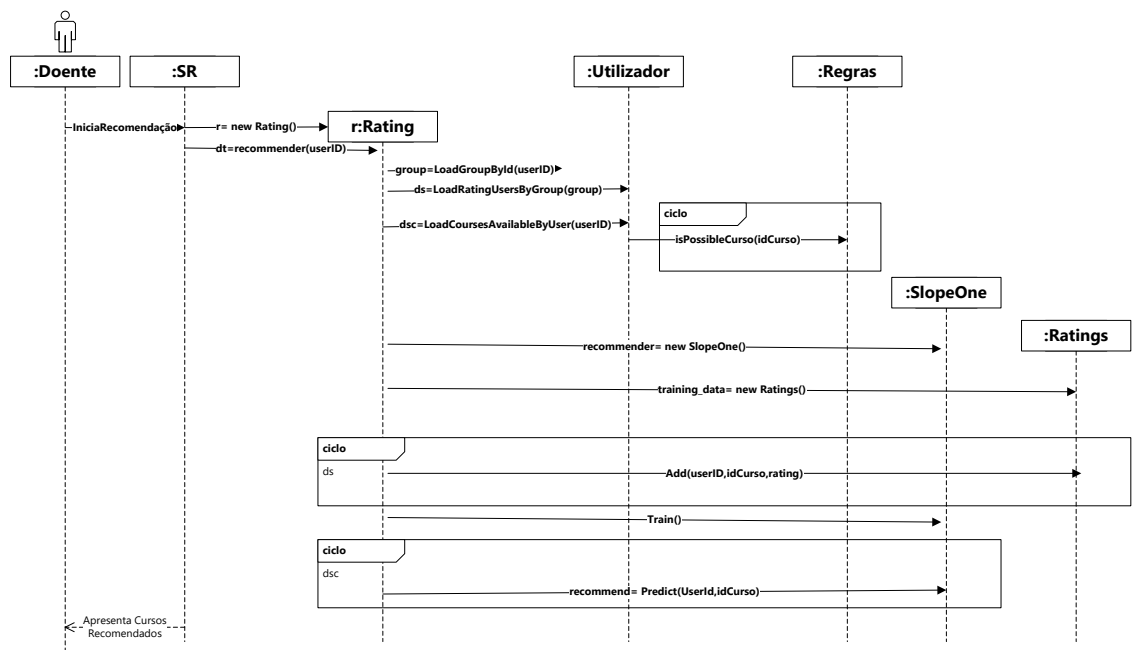 :Doente
:SR
:Utilizador
:Regras
r:Rating
IniciaRecomendação
r= new Rating()
dt=recommender(userID)
group=LoadGroupById(userID)
ds=LoadRatingUsersByGroup(group)
dsc=LoadCoursesAvailableByUser(userID)
ciclo
isPossibleCurso(idCurso)
:SlopeOne
:Ratings
recommender= new SlopeOne()
training_data= new Ratings()
ciclo
ds
Add(userID,idCurso,rating)
Train()
ciclo
dsc
recommend= Predict(UserId,idCurso)
Apresenta Cursos
Recomendados